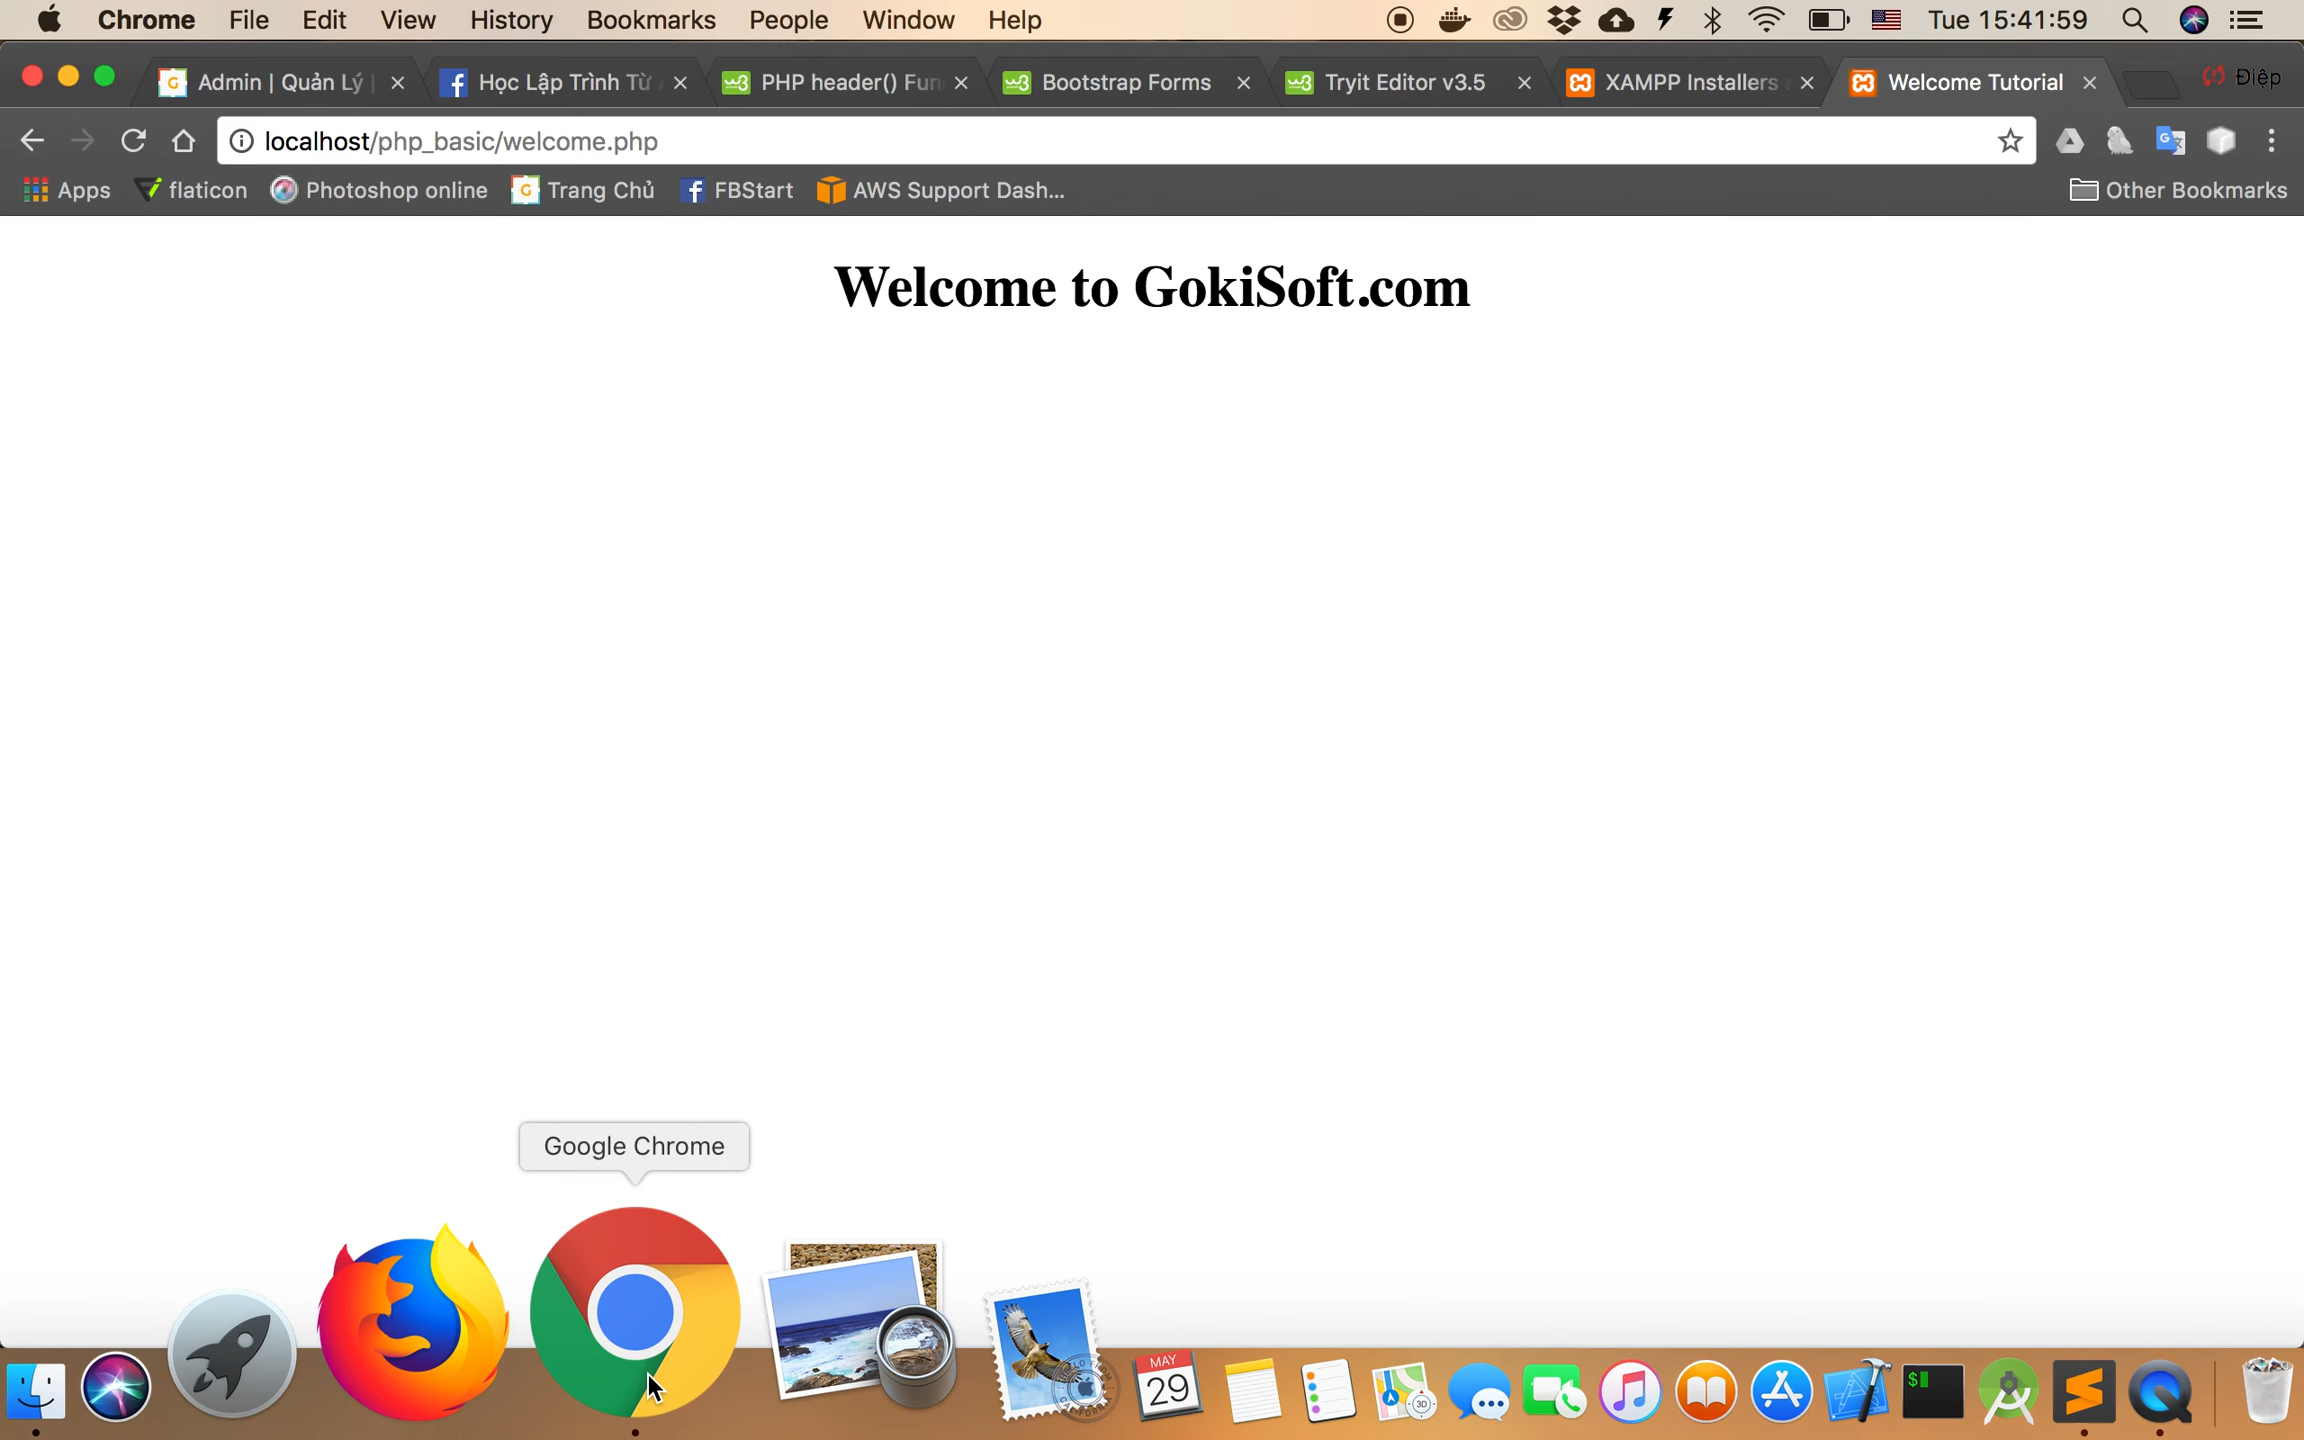 Chrome File Edit View History Bookmarks People Window Help Tue 15:41:59
Admin | Quản Lý Học Lập Trình Từ PHP header() Fun Bootstrap Forms Tryit Editor v3.5 XAMPP Installers Welcome Tutorial Điệp
localhost/php_basic/welcome.php
Apps flaticon Photoshop online Trang Chủ FBStart AWS Support Dash... Other Bookmarks
Welcome to GokiSoft.com
Google Chrome
MAY
29
3D